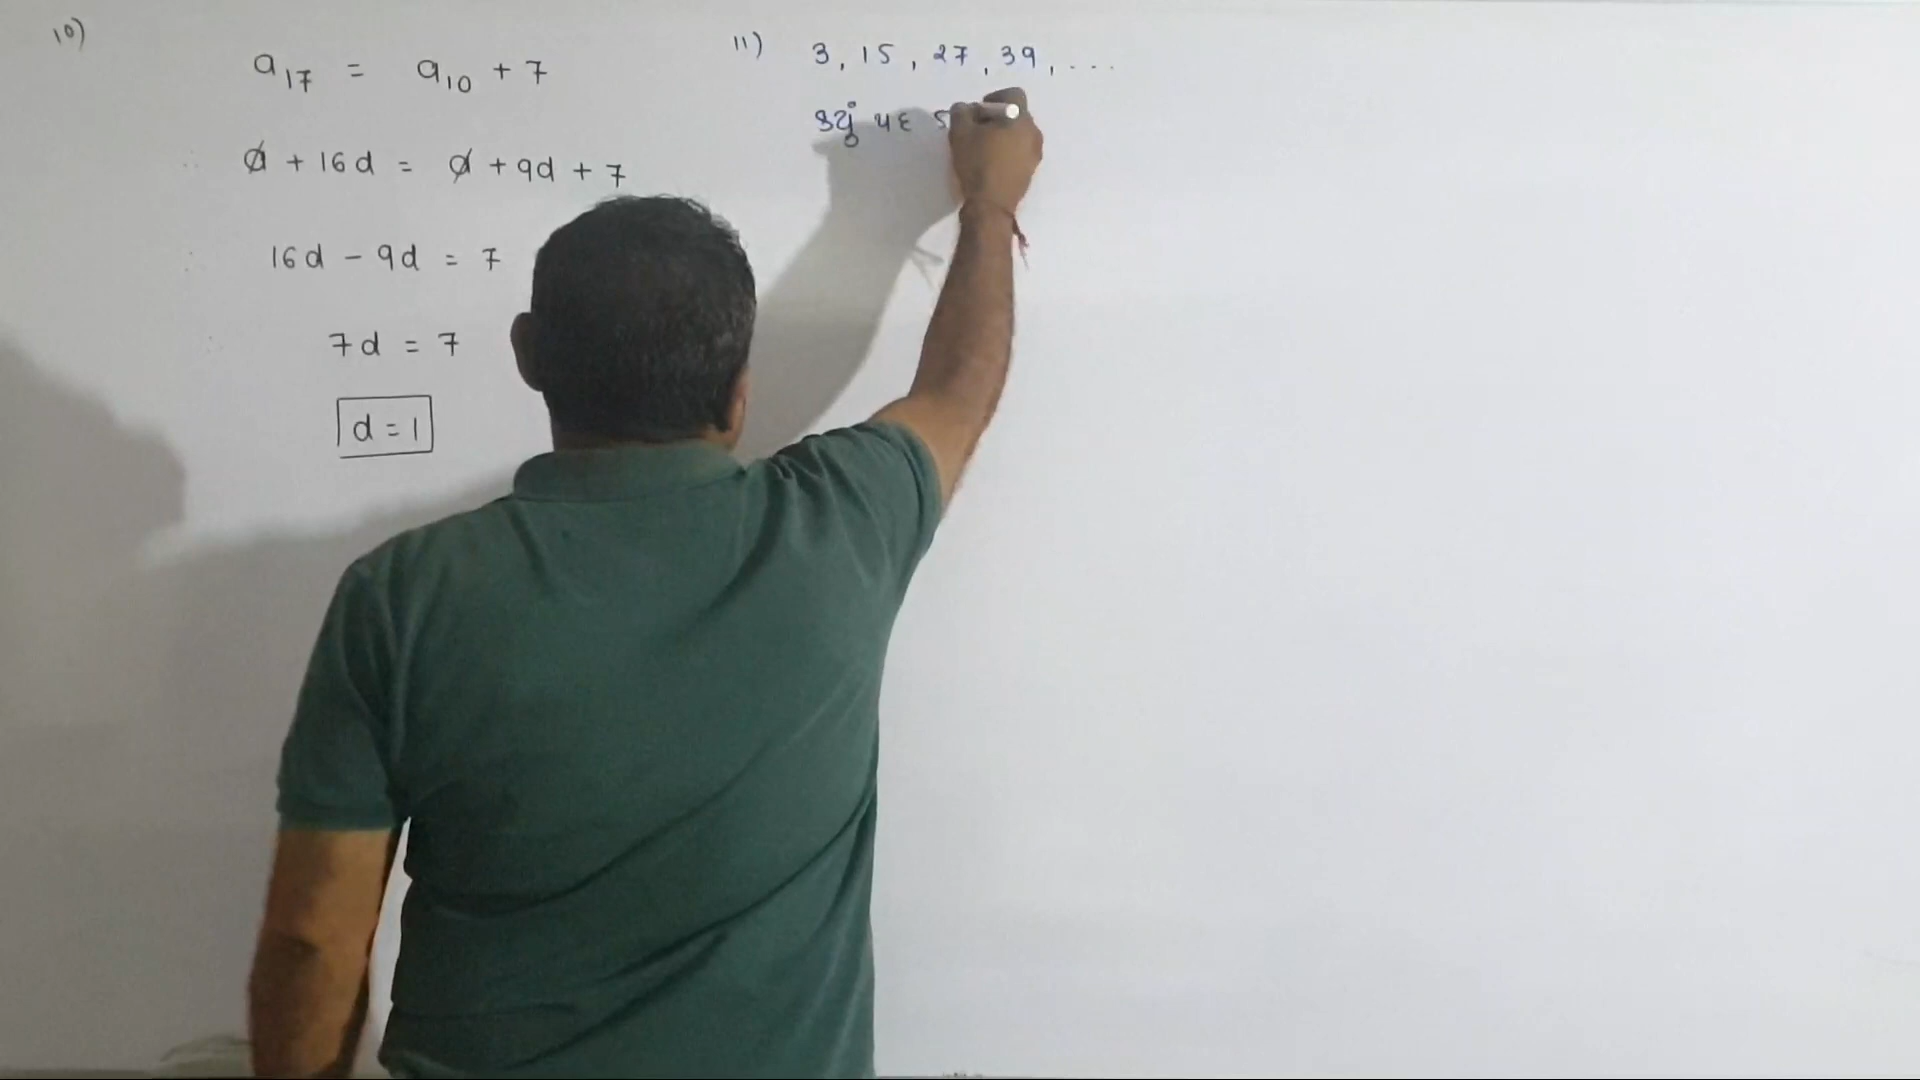 10)
a₁₇ = a₁₀ + 7
∴ a + 16d = a + 9d + 7
∴ 16d - 9d = 7
∴ 7d = 7
d = 1
11) 3, 15, 27, 39, ...
કયું પદ